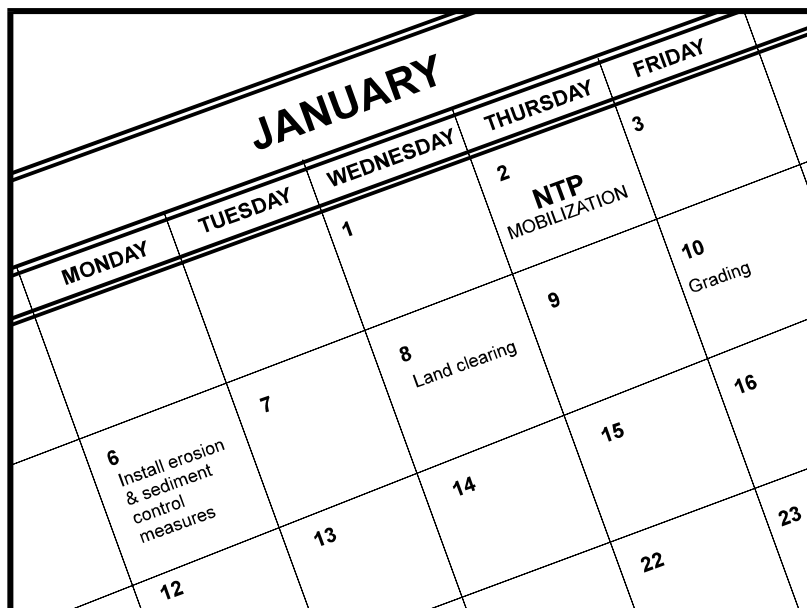 JANUARY
MONDAY TUESDAY WEDNESDAY THURSDAY FRIDAY
1
2
NTP
MOBILIZATION
3
6
Install erosion
& sediment
control
measures
7
8
Land clearing
9
10
Grading
12
13
14
15
16
22
23